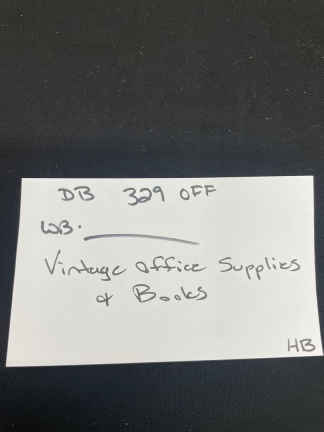 DB 329 OFF
WB.
Vintage Office Supplies
& Books
HB